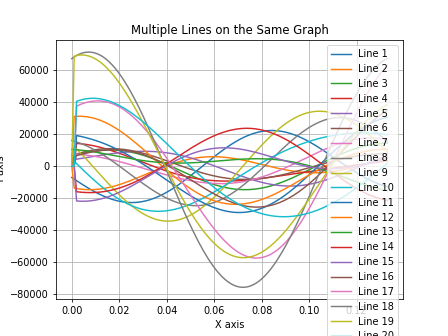 Multiple Lines on the Same Graph
80000
60000
40000
20000
0
−20000
−40000
−60000
−80000
axis
0.00
0.02
0.04
0.06
0.08
0.10
X axis
Line 1
Line 2
Line 3
Line 4
Line 5
Line 6
Line 7
Line 8
Line 9
Line 10
Line 11
Line 12
Line 13
Line 14
Line 15
Line 16
Line 17
Line 18
Line 19
Line 20